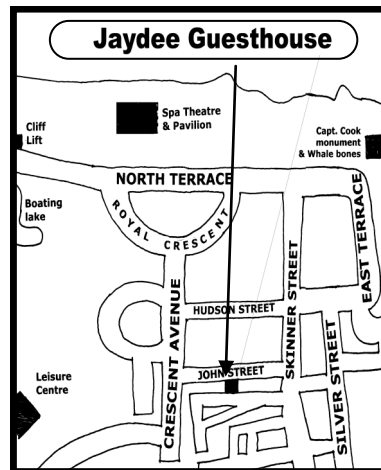 Jaydee Guesthouse
Cliff
Lift
Spa Theatre
& Pavilion
Capt. Cook
monument
& Whale bones
NORTH TERRACE
Boating
lake
ROYAL CRESCENT
EAST TERRACE
HUDSON STREET
SKINNER STREET
CRESCENT AVENUE
JOHN STREET
SILVER STREET
Leisure
Centre